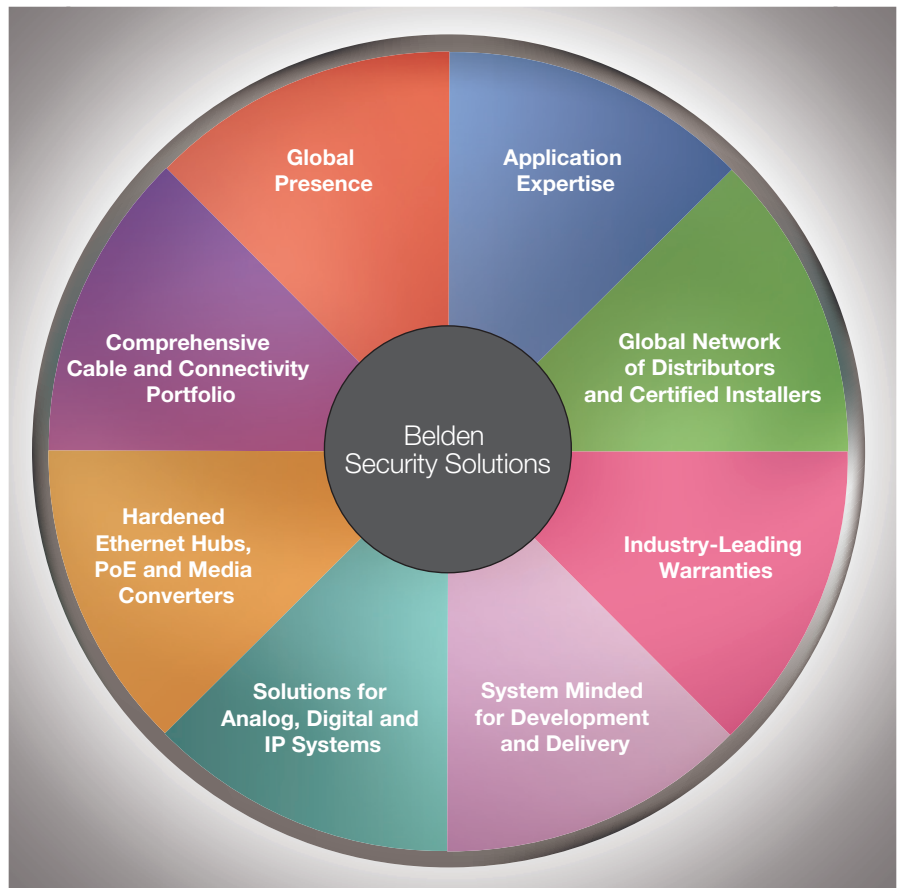 Global
Presence
Application
Expertise
Global Network
of Distributors
and Certified Installers
Industry-Leading
Warranties
System Minded
for Development
and Delivery
Solutions for
Analog, Digital and
IP Systems
Hardened
Ethernet Hubs,
PoE and Media
Converters
Comprehensive
Cable and Connectivity
Portfolio
Belden
Security Solutions